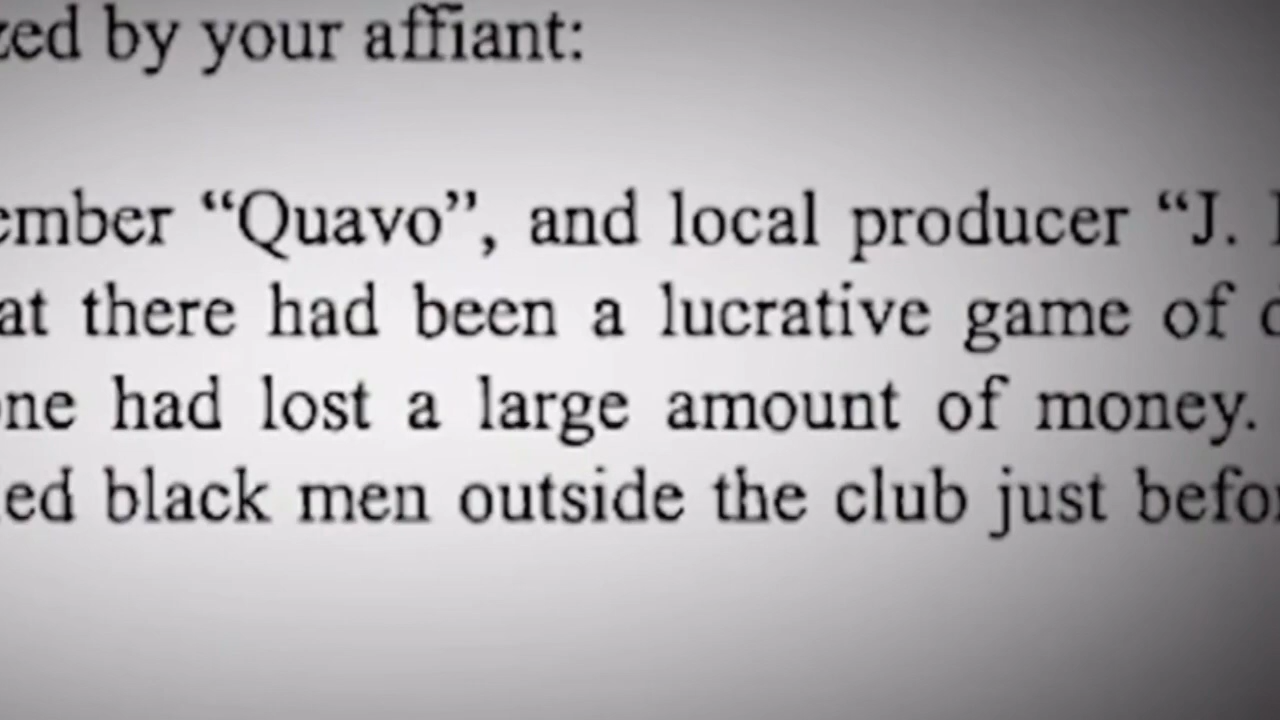 zed by your affiant:
ember “Quavo”, and local producer “J.
at there had been a lucrative game of
one had lost a large amount of money.
ed black men outside the club just befor